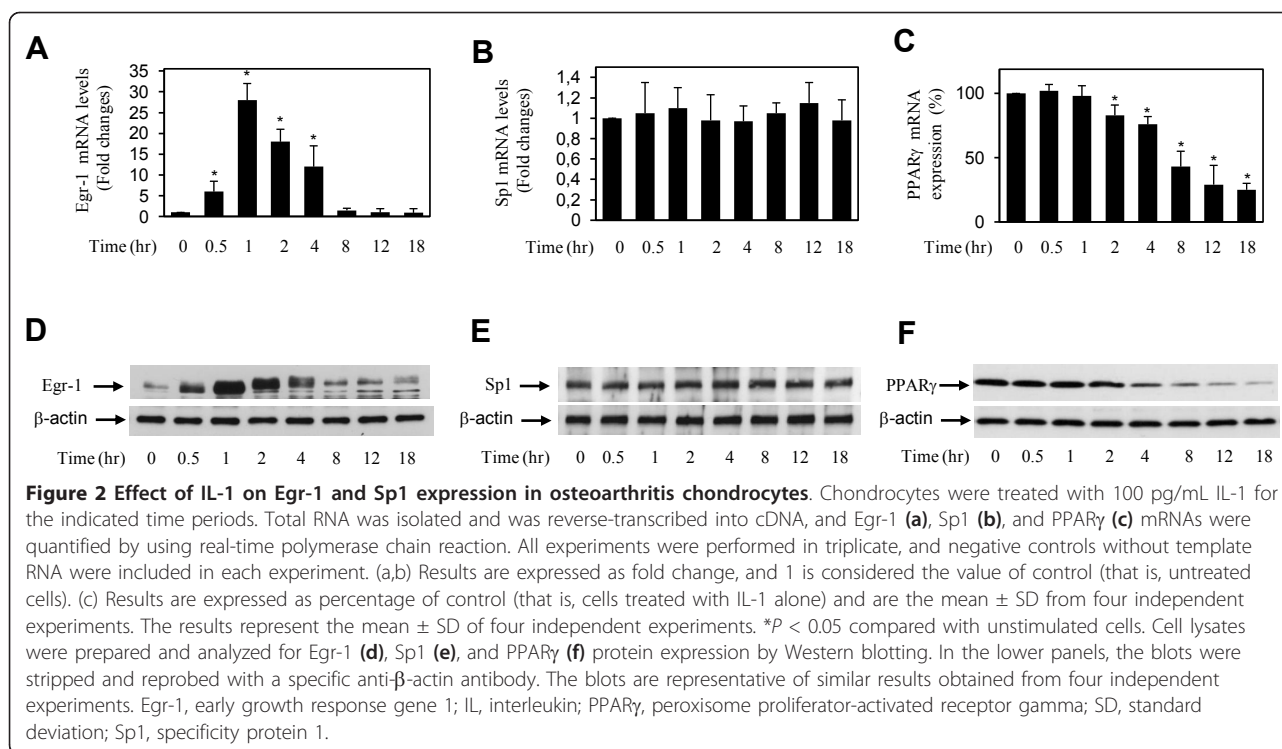 A
Egr-1 mRNA levels
(Fold changes)
35
30
25
20
15
10
5
0
*
*
*
*
Time (hr) 0 0.5 1 2 4 8 12 18
B
Sp1 mRNA levels
(Fold changes)
1,4
1,2
1
0,8
0,6
0,4
0,2
0
Time (hr) 0 0.5 1 2 4 8 12 18
C
PPARγ mRNA
expression (%)
100
50
0
*
*
*
*
*
Time (hr) 0 0.5 1 2 4 8 12 18
D
Egr-1
β-actin
Time (hr) 0 0.5 1 2 4 8 12 18
E
Sp1
β-actin
Time (hr) 0 0.5 1 2 4 8 12 18
F
PPARγ
β-actin
Time (hr) 0 0.5 1 2 4 8 12 18
Figure 2 Effect of IL-1 on Egr-1 and Sp1 expression in osteoarthritis chondrocytes. Chondrocytes were treated with 100 pg/mL IL-1 for
the indicated time periods. Total RNA was isolated and was reverse-transcribed into cDNA, and Egr-1 (a), Sp1 (b), and PPARγ (c) mRNAs were
quantified by using real-time polymerase chain reaction. All experiments were performed in triplicate, and negative controls without template
RNA were included in each experiment. (a,b) Results are expressed as fold change, and 1 is considered the value of control (that is, untreated
cells). (c) Results are expressed as percentage of control (that is, cells treated with IL-1 alone) and are the mean ± SD from four independent
experiments. The results represent the mean ± SD of four independent experiments. *P < 0.05 compared with unstimulated cells. Cell lysates
were prepared and analyzed for Egr-1 (d), Sp1 (e), and PPARγ (f) protein expression by Western blotting. In the lower panels, the blots were
stripped and reprobed with a specific anti-β-actin antibody. The blots are representative of similar results obtained from four independent
experiments. Egr-1, early growth response gene 1; IL, interleukin; PPARγ, peroxisome proliferator-activated receptor gamma; SD, standard
deviation; Sp1, specificity protein 1.